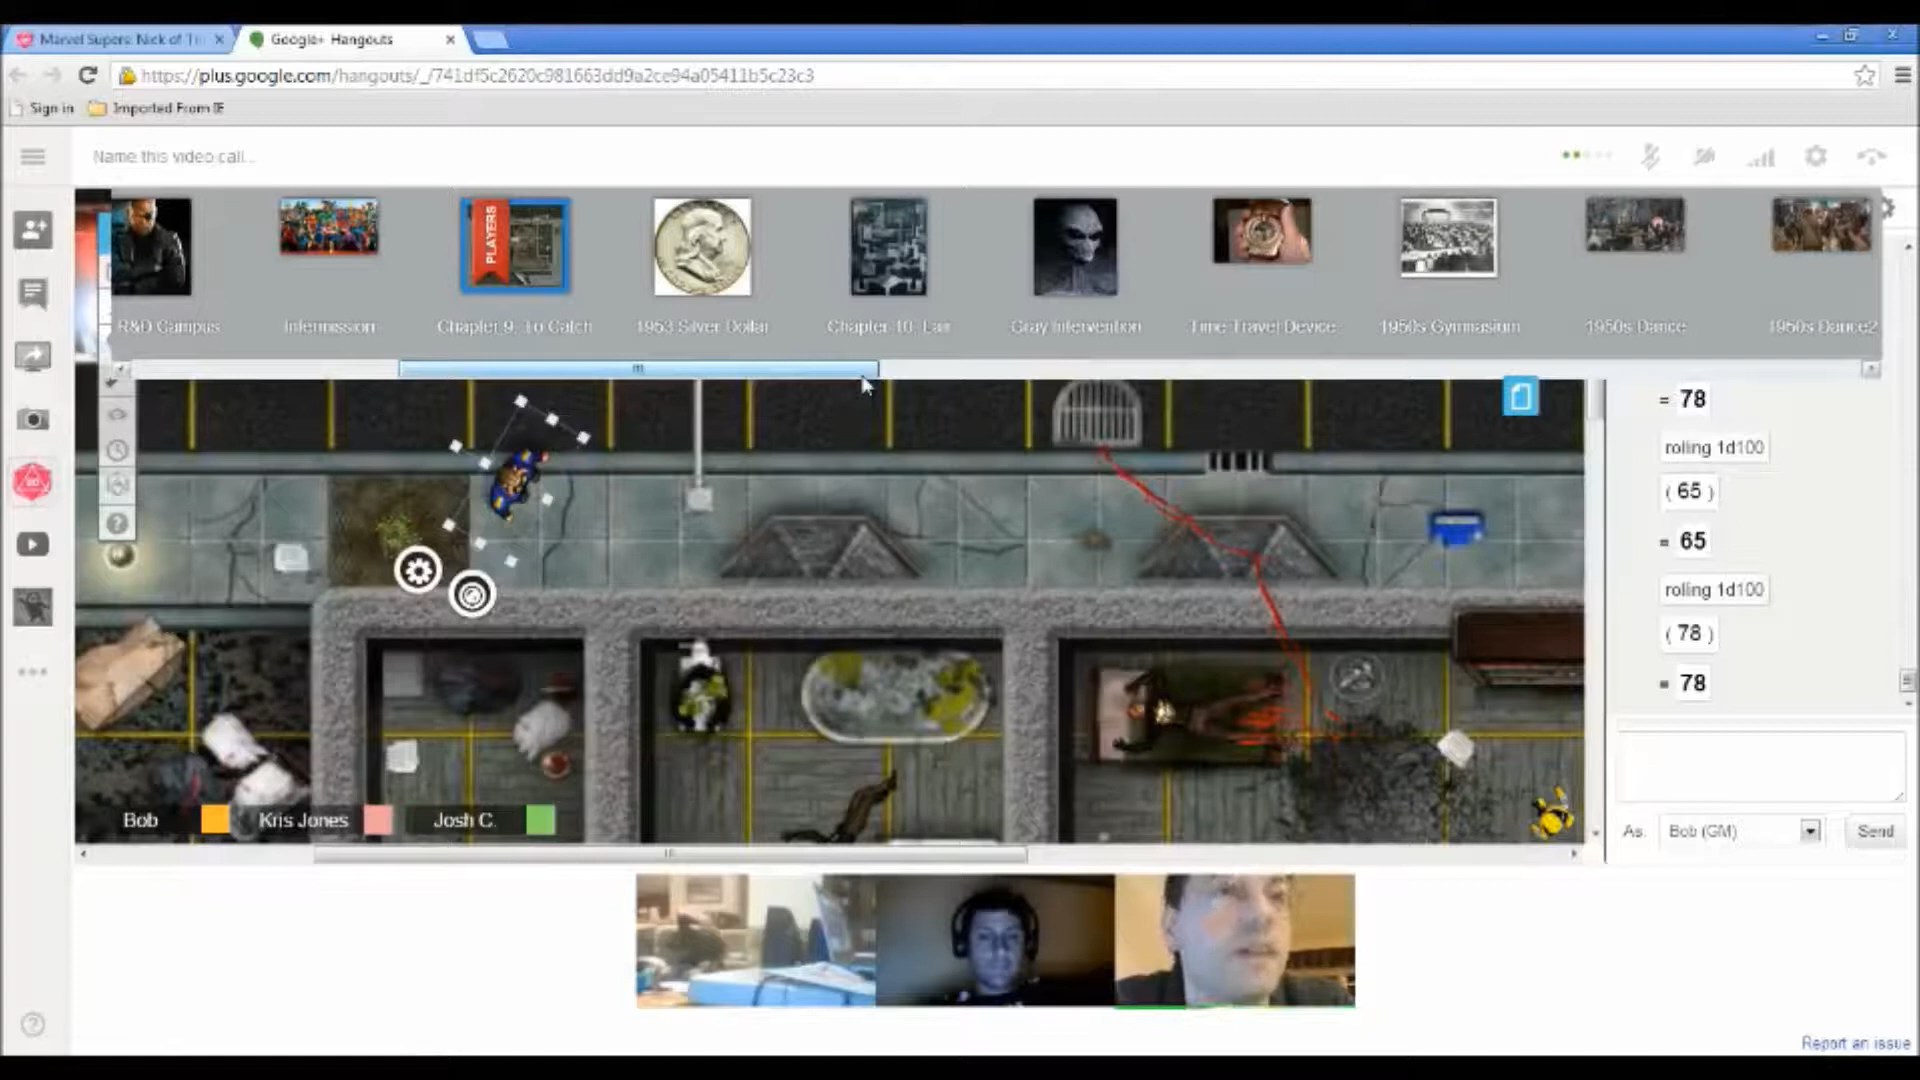 Marvel Supers: Nick of Ti
Google+ Hangouts
https://plus.google.com/hangouts/_/741df5c2620c981663dd9a2ce94a05411b5c23c3
Sign in
Imported From IE
Name this video call...
PLAYERS
R&D Campus
Intermission
Chapter 9: To Catch
1953 Silver Dollar
Chapter 10: Lair
Gray Intervention
Time Travel Device
1950s Gymnasium
1950s Dance
1950s Dance2
= 78
rolling 1d100
( 65 )
= 65
rolling 1d100
( 78 )
= 78
Bob
Kris Jones
Josh C.
As:
Bob (GM)
Send
Report an issue